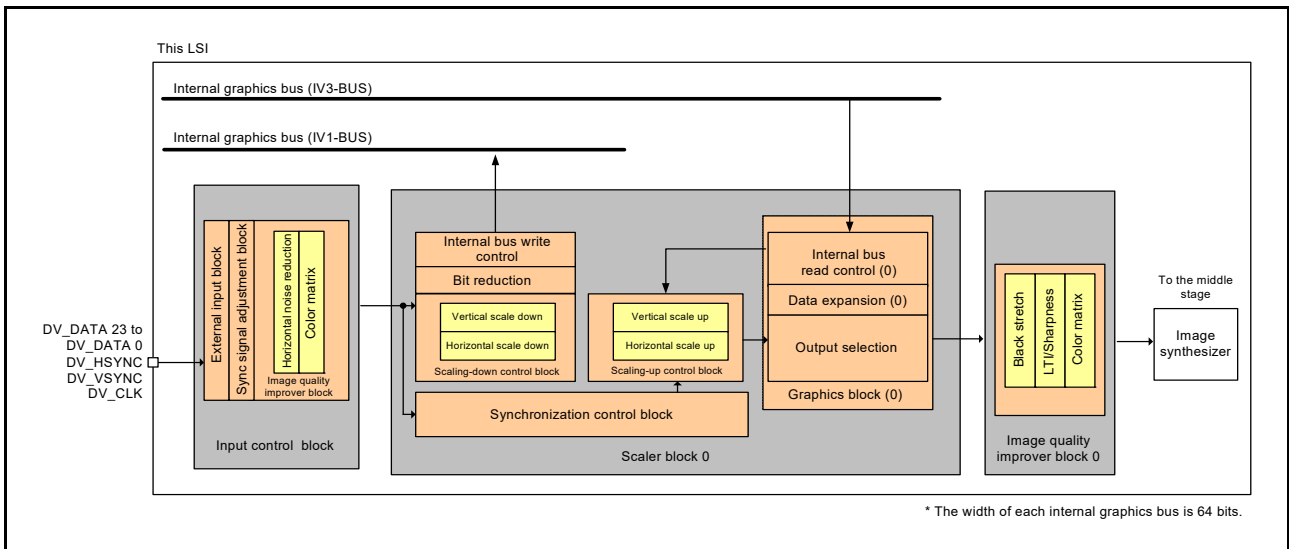 This LSI
Internal graphics bus (IV3-BUS)
Internal graphics bus (IV1-BUS)
DV_DATA 23 to
DV_DATA 0
DV_HSYNC
DV_VSYNC
DV_CLK
External input block
Sync signal adjustment block
Horizontal noise reduction
Color matrix
Image quality
improver block
Input control block
Internal bus write
control
Bit reduction
Vertical scale down
Horizontal scale down
Scaling-down control block
Vertical scale up
Horizontal scale up
Scaling-up control block
Synchronization control block
Internal bus
read control (0)
Data expansion (0)
Output selection
Graphics block (0)
Scaler block 0
Black stretch
LTI/Sharpness
Color matrix
Image quality
improver block 0
To the middle
stage
Image
synthesizer
* The width of each internal graphics bus is 64 bits.